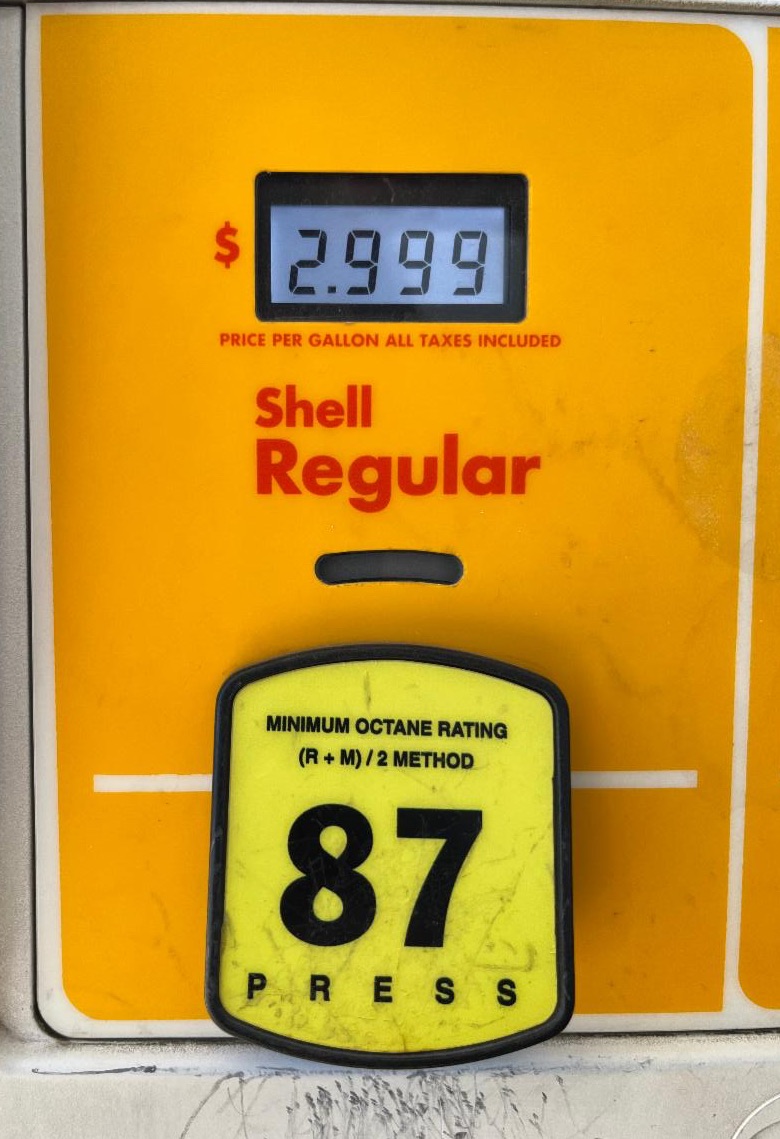 $ 2.999
PRICE PER GALLON ALL TAXES INCLUDED
Shell
Regular
MINIMUM OCTANE RATING
(R + M) / 2 METHOD
87
PRESS